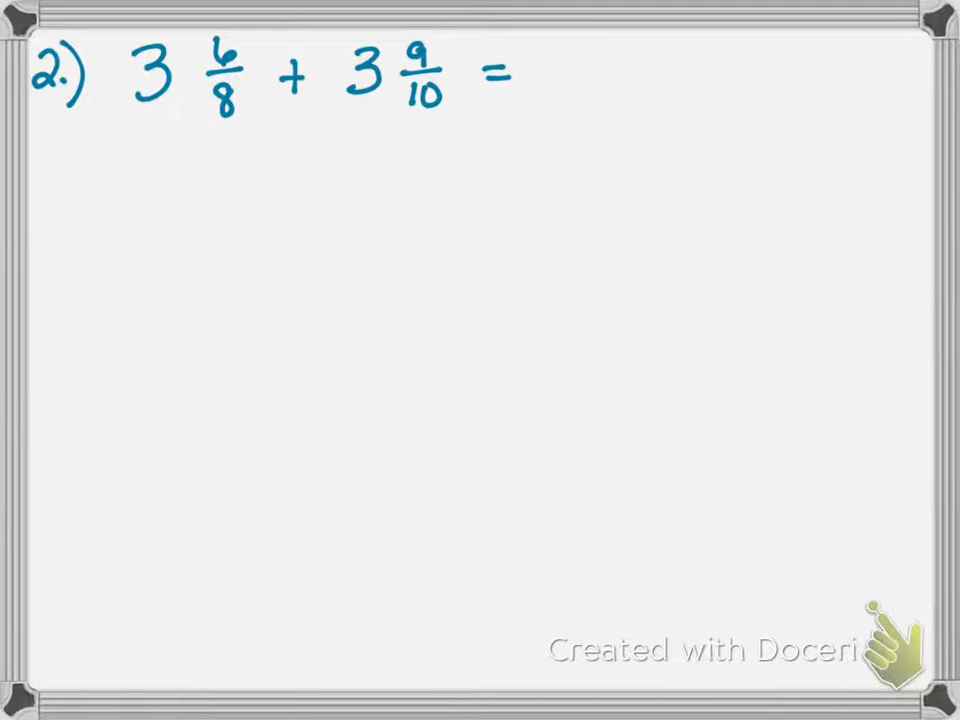 2.) 3 6/8 + 3 9/10 =
Created with Doceri